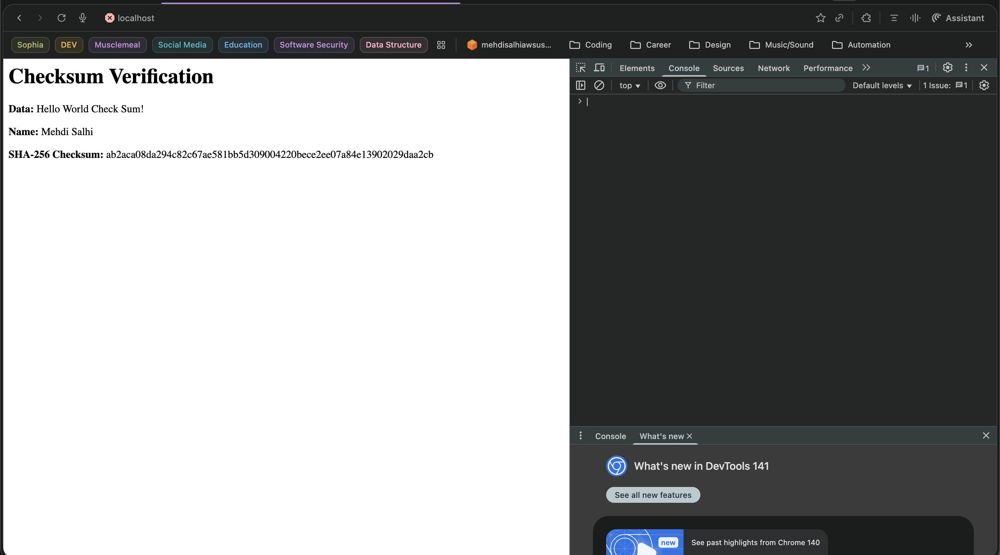 localhost
Assistant
Sophia DEV Musclemeal Social Media Education Software Security Data Structure mehdisalhiawsus... Coding Career Design Music/Sound Automation
Checksum Verification
Data: Hello World Check Sum!
Name: Mehdi Salhi
SHA-256 Checksum: ab2aca08da294c82c67ae581bb5d309004220bece2ee07a84e13902029daa2cb
Elements Console Sources Network Performance 1
top Filter Default levels 1 Issue: 1
Console What's new
What's new in DevTools 141
See all new features
new
See past highlights from Chrome 140